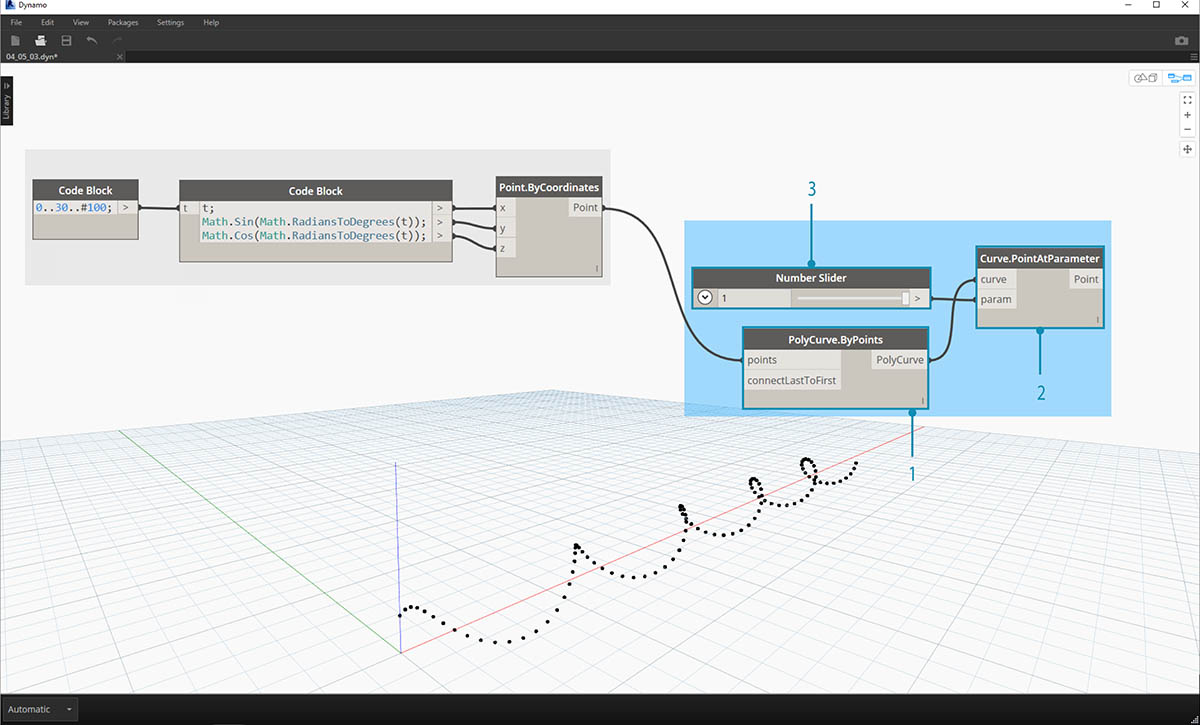 Dynamo
File Edit View Packages Settings Help
04_05_03.dyn*
Library
Code Block
0..30..#100; >
Code Block
t t; >
Math.Sin(Math.RadiansToDegrees(t)); >
Math.Cos(Math.RadiansToDegrees(t)); >
Point.ByCoordinates
x Point
y
z
3
Number Slider
1 >
Curve.PointAtParameter
curve Point
param
2
PolyCurve.ByPoints
points PolyCurve
connectLastToFirst
1
Automatic